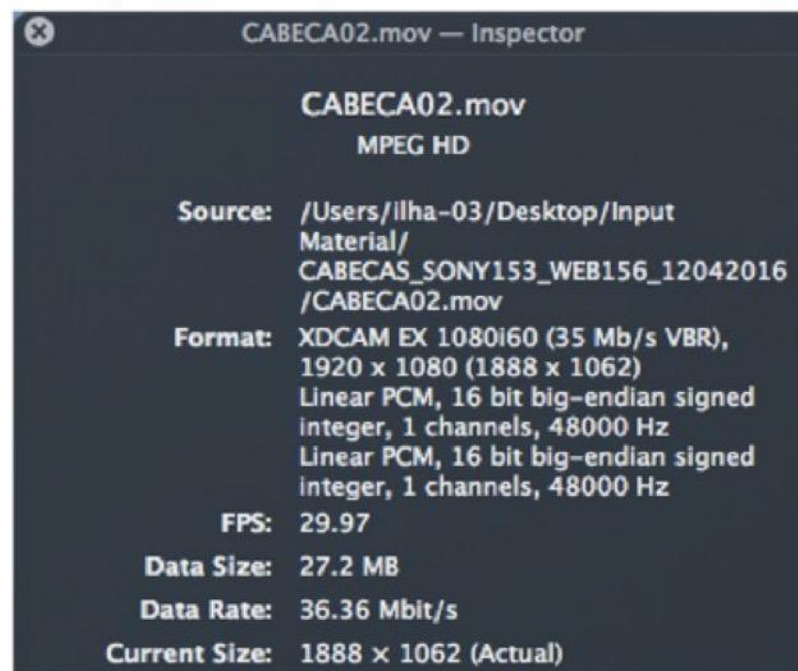 CABECA02.mov — Inspector
CABECA02.mov
MPEG HD
Source: /Users/ilha-03/Desktop/Input
Material/
CABECAS_SONY153_WEB156_12042016
/CABECA02.mov
Format: XDCAM EX 1080i60 (35 Mb/s VBR),
1920 x 1080 (1888 x 1062)
Linear PCM, 16 bit big-endian signed
integer, 1 channels, 48000 Hz
Linear PCM, 16 bit big-endian signed
integer, 1 channels, 48000 Hz
FPS: 29.97
Data Size: 27.2 MB
Data Rate: 36.36 Mbit/s
Current Size: 1888 × 1062 (Actual)